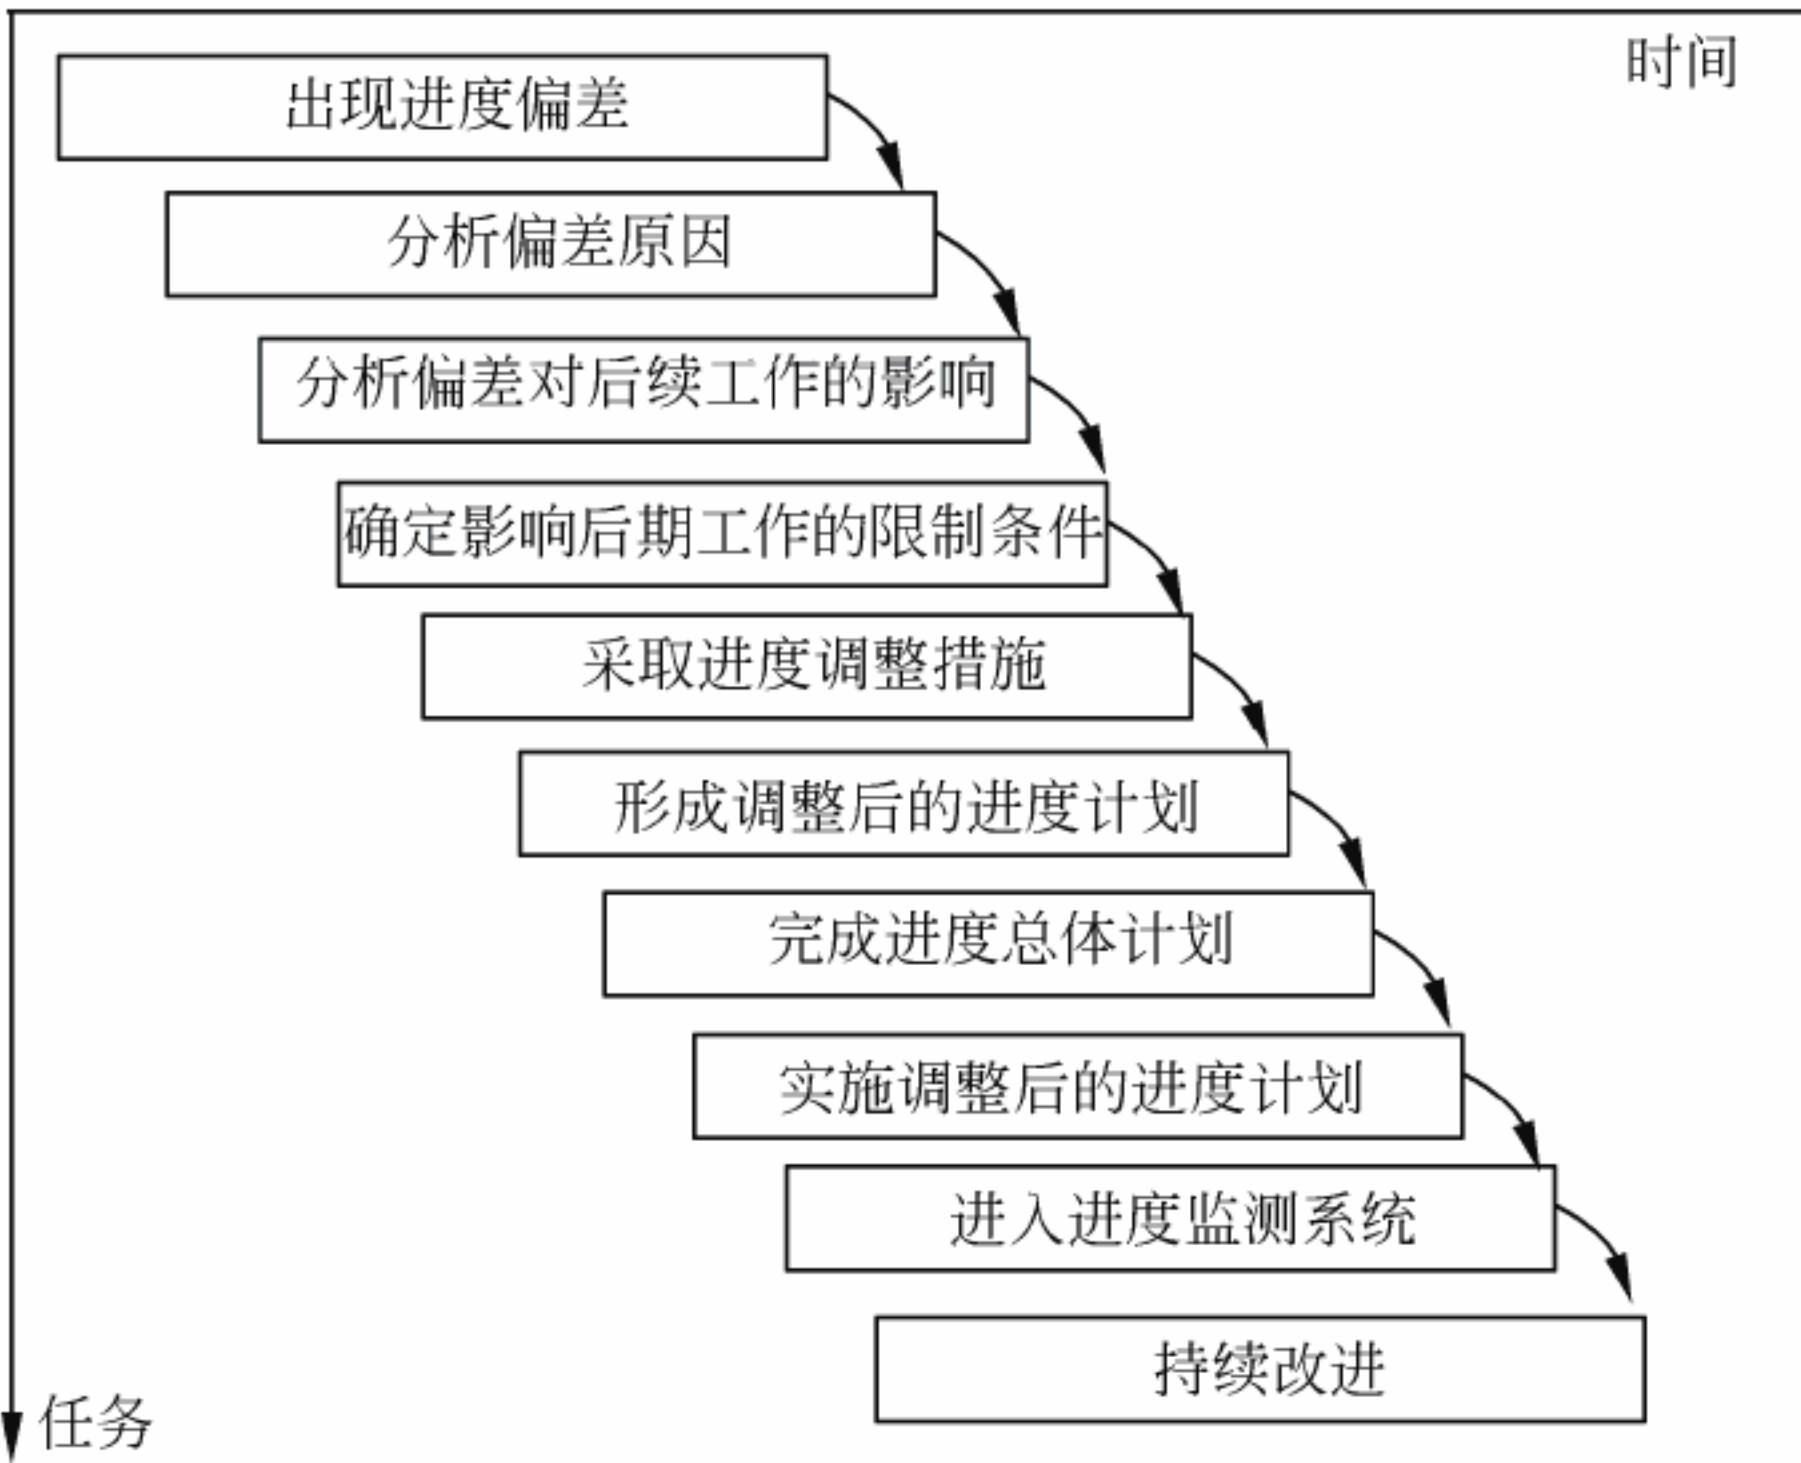 时间
出现进度偏差
分析偏差原因
分析偏差对后续工作的影响
确定影响后期工作的限制条件
采取进度调整措施
形成调整后的进度计划
完成进度总体计划
实施调整后的进度计划
进入进度监测系统
持续改进
任务